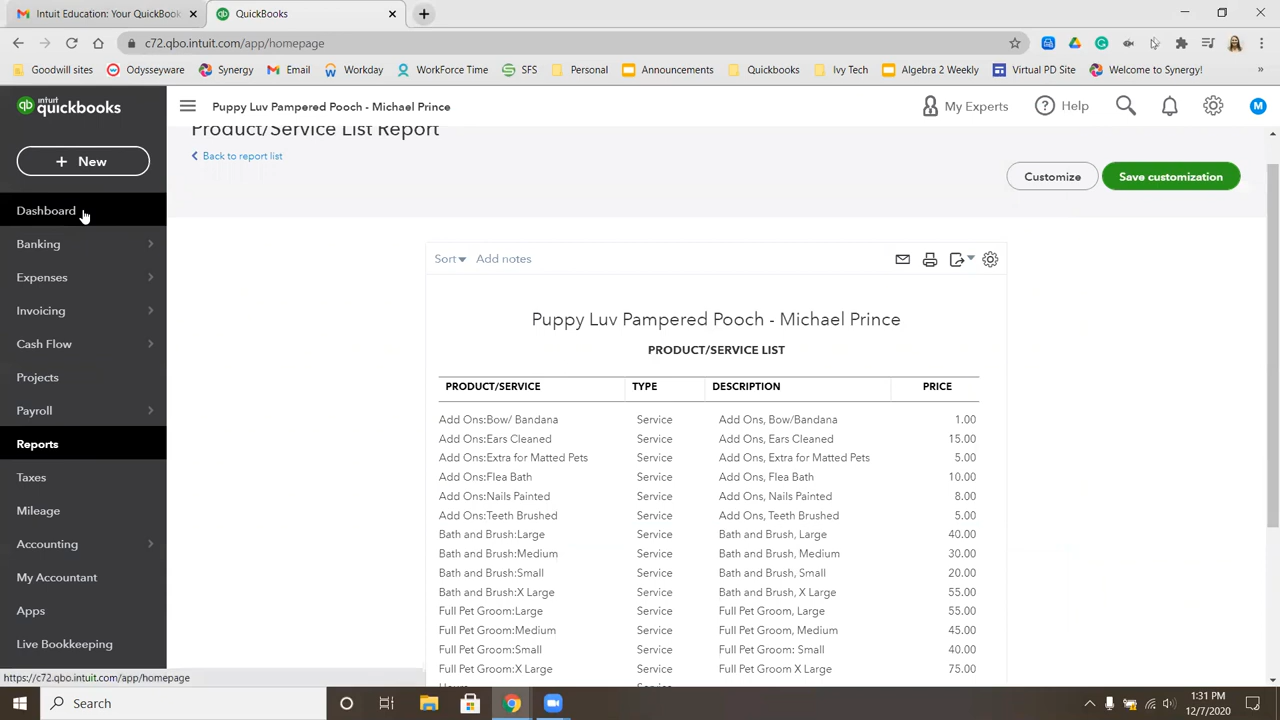 Intuit Education: Your QuickBook
QuickBooks
c72.qbo.intuit.com/app/homepage
Goodwill sites
Odysseyware
Synergy
Email
Workday
WorkForce Time
SFS
Personal
Announcements
Quickbooks
Ivy Tech
Algebra 2 Weekly
Virtual PD Site
Welcome to Synergy!
»
qb intuit quickbooks
Puppy Luv Pampered Pooch - Michael Prince
My Experts
? Help
M
+ New
Dashboard
Banking
Expenses
Invoicing
Cash Flow
Projects
Payroll
Reports
Taxes
Mileage
Accounting
My Accountant
Apps
Live Bookkeeping
Product/Service List Report
Back to report list
Customize
Save customization
Sort Add notes
Puppy Luv Pampered Pooch - Michael Prince
PRODUCT/SERVICE LIST
PRODUCT/SERVICE TYPE DESCRIPTION PRICE
Add Ons:Bow/ Bandana Service Add Ons, Bow/Bandana 1.00
Add Ons:Ears Cleaned Service Add Ons, Ears Cleaned 15.00
Add Ons:Extra for Matted Pets Service Add Ons, Extra for Matted Pets 5.00
Add Ons:Flea Bath Service Add Ons, Flea Bath 10.00
Add Ons:Nails Painted Service Add Ons, Nails Painted 8.00
Add Ons:Teeth Brushed Service Add Ons, Teeth Brushed 5.00
Bath and Brush:Large Service Bath and Brush, Large 40.00
Bath and Brush:Medium Service Bath and Brush, Medium 30.00
Bath and Brush:Small Service Bath and Brush, Small 20.00
Bath and Brush:X Large Service Bath and Brush, X Large 55.00
Full Pet Groom:Large Service Full Pet Groom, Large 55.00
Full Pet Groom:Medium Service Full Pet Groom, Medium 45.00
Full Pet Groom:Small Service Full Pet Groom: Small 40.00
Full Pet Groom:X Large Service Full Pet Groom X Large 75.00
https://c72.qbo.intuit.com/app/homepage
Search
1:31 PM
12/7/2020